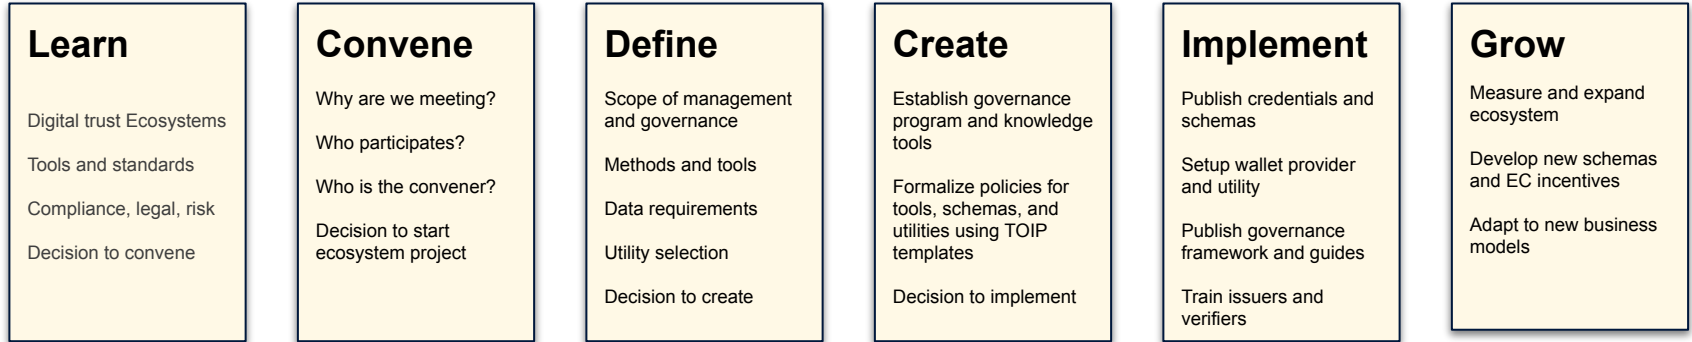 Learn
Digital trust Ecosystems
Tools and standards
Compliance, legal, risk
Decision to convene
Convene
Why are we meeting?
Who participates?
Who is the convener?
Decision to start
ecosystem project
Define
Scope of management
and governance
Methods and tools
Data requirements
Utility selection
Decision to create
Create
Establish governance
program and knowledge
tools
Formalize policies for
tools, schemas, and
utilities using TOIP
templates
Decision to implement
Implement
Publish credentials and
schemas
Setup wallet provider
and utility
Publish governance
framework and guides
Train issuers and
verifiers
Grow
Measure and expand
ecosystem
Develop new schemas
and EC incentives
Adapt to new business
models